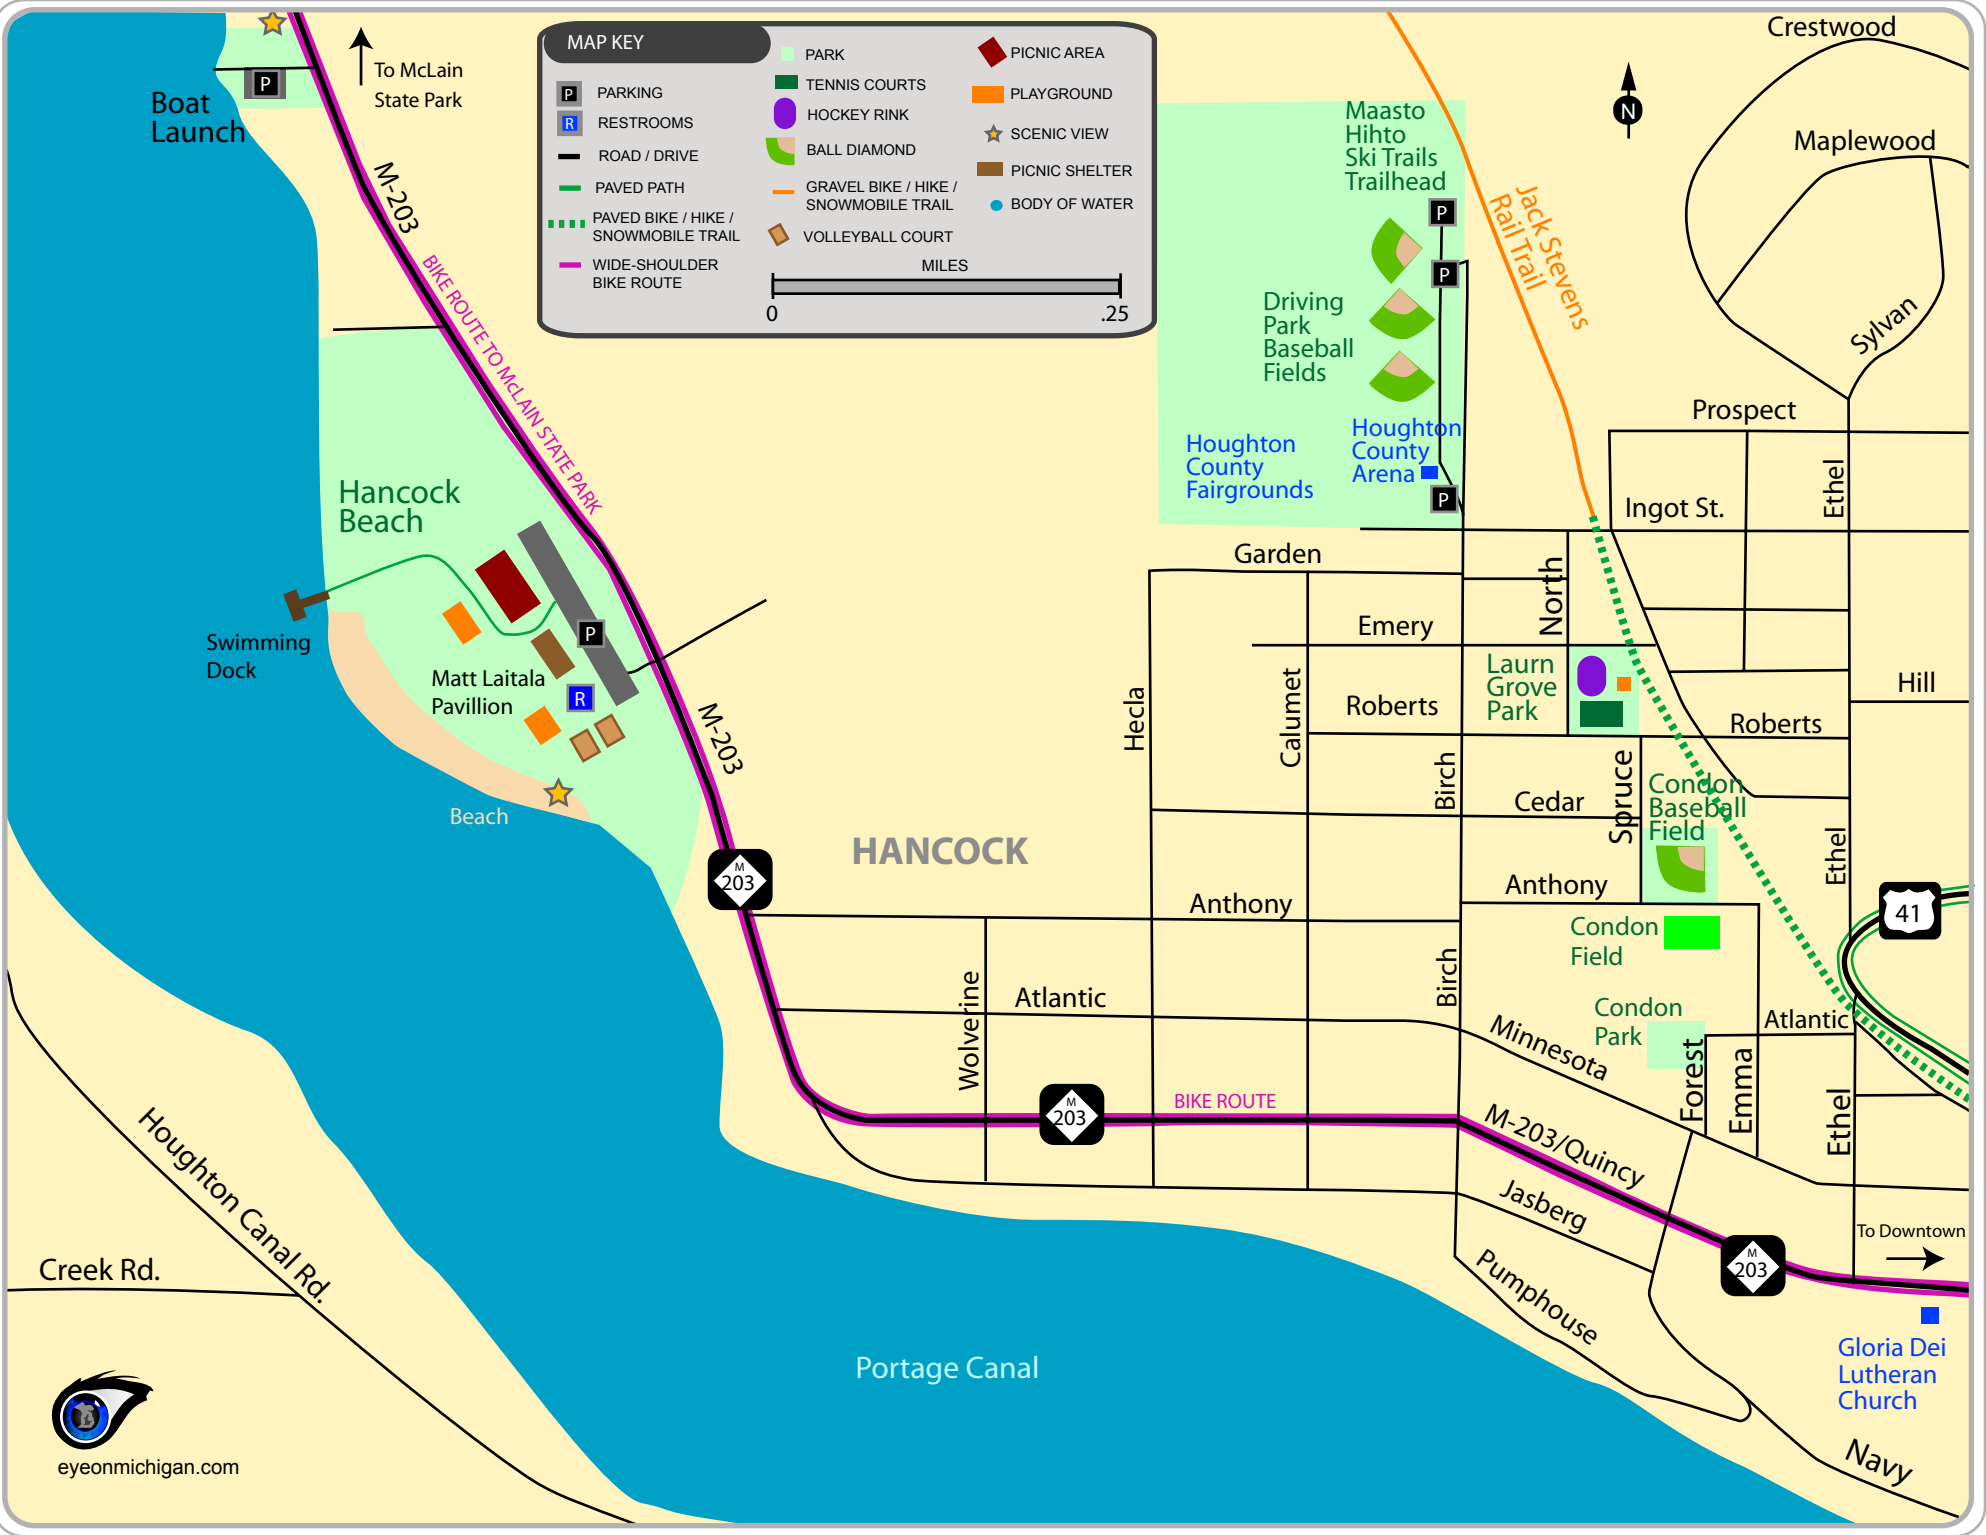 MAP KEY
P PARKING
R RESTROOMS
ROAD / DRIVE
PAVED PATH
PAVED BIKE / HIKE /
SNOWMOBILE TRAIL
WIDE-SHOULDER
BIKE ROUTE
PARK
TENNIS COURTS
HOCKEY RINK
BALL DIAMOND
GRAVEL BIKE / HIKE /
SNOWMOBILE TRAIL
VOLLEYBALL COURT
PICNIC AREA
PLAYGROUND
SCENIC VIEW
PICNIC SHELTER
BODY OF WATER
MILES
0
.25
To McLain
State Park
P
Boat
Launch
M-203
BIKE ROUTE TO McLAIN STATE PARK
Hancock
Beach
Swimming
Dock
P
Matt Laitala
Pavillion
R
Beach
M-203
M
203
HANCOCK
N
Crestwood
Maplewood
Sylvan
Maasto
Hihto
Ski Trails
Trailhead
P
P
Jack Stevens
Rail Trail
Driving
Park
Baseball
Fields
Houghton
County
Fairgrounds
Houghton
County
Arena
P
Prospect
Ingot St.
Ethel
Garden
North
Emery
Laurn
Grove
Park
Hill
Hecla
Calumet
Roberts
Roberts
Birch
Spruce
Cedar
Condon
Baseball
Field
Ethel
Anthony
Anthony
41
Condon
Field
Birch
Wolverine
Atlantic
Condon
Park
Atlantic
Minnesota
Forest
Emma
Ethel
M
203
BIKE ROUTE
M-203/Quincy
Jasberg
Pumphouse
M
203
To Downtown
Gloria Dei
Lutheran
Church
Navy
Houghton Canal Rd.
Creek Rd.
Portage Canal
eyeonmichigan.com